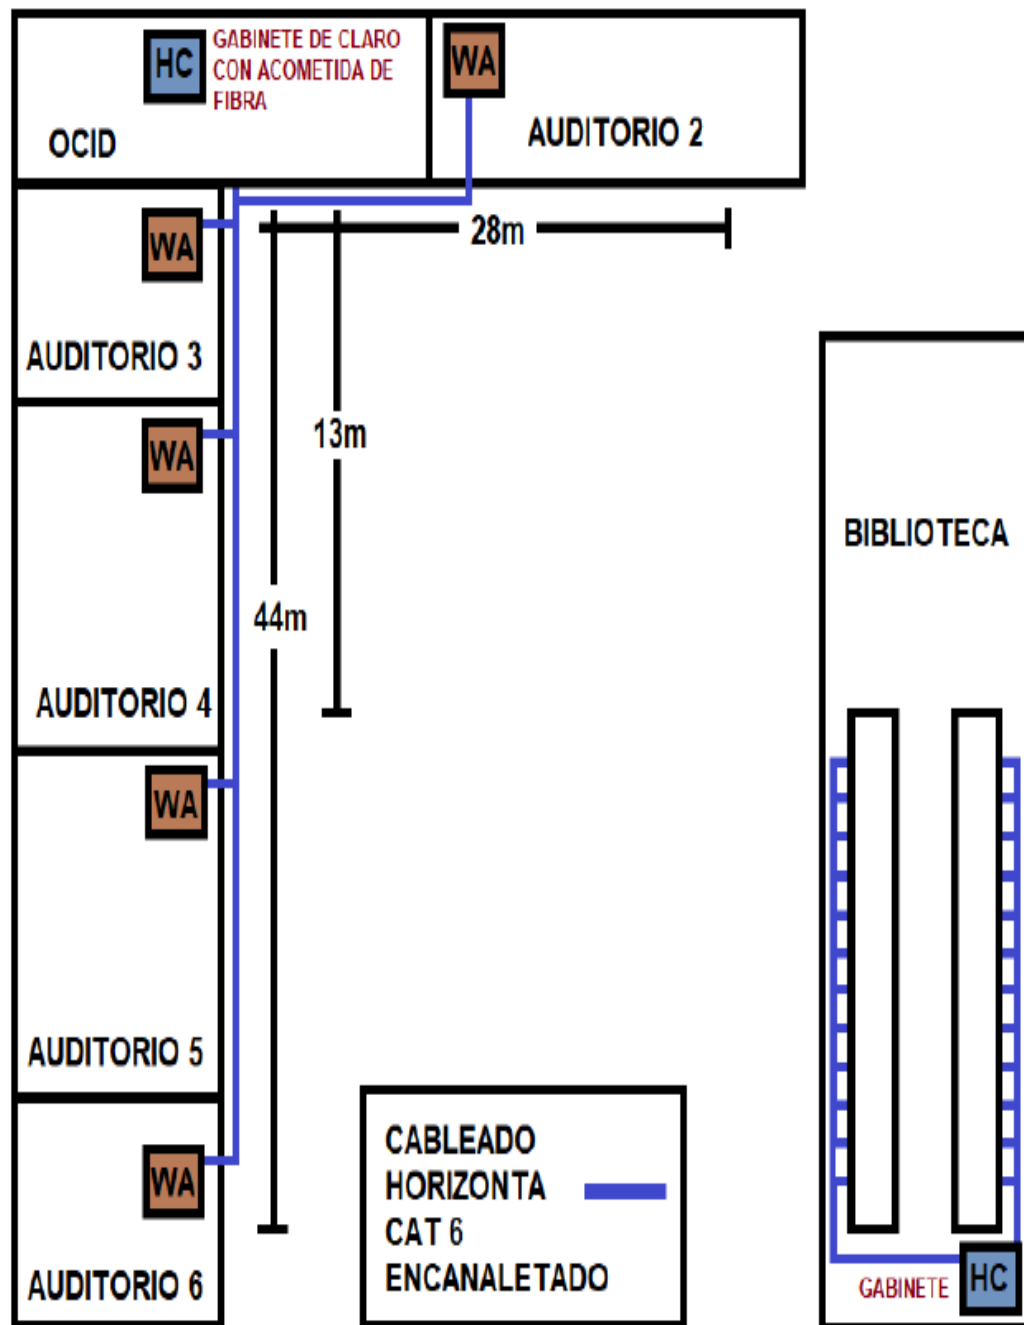 HC
GABINETE DE CLARO
CON ACOMETIDA DE
FIBRA
OCID
WA
AUDITORIO 2
28m
WA
AUDITORIO 3
WA
13m
AUDITORIO 4
44m
BIBLIOTECA
WA
AUDITORIO 5
WA
AUDITORIO 6
CABLEADO
HORIZONTA
CAT 6
ENCANALETADO
GABINETE
HC